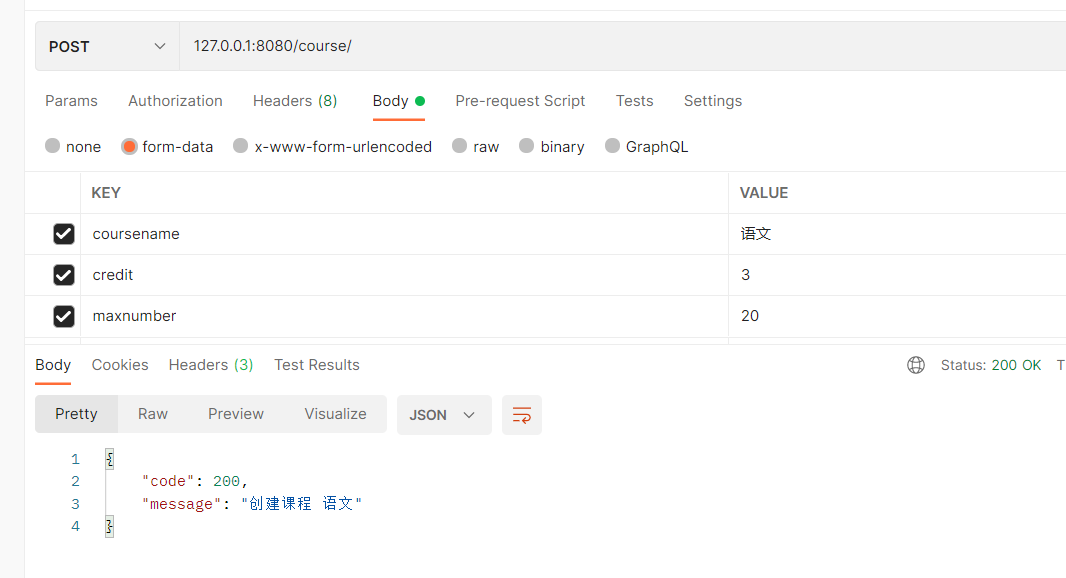 POST 127.0.0.1:8080/course/
Params Authorization Headers (8) Body Pre-request Script Tests Settings
none form-data x-www-form-urlencoded raw binary GraphQL
KEY VALUE
coursename 语文
credit 3
maxnumber 20
Body Cookies Headers (3) Test Results Status: 200 OK T
Pretty Raw Preview Visualize JSON
1 {
2 "code": 200,
3 "message": "创建课程 语文"
4 }